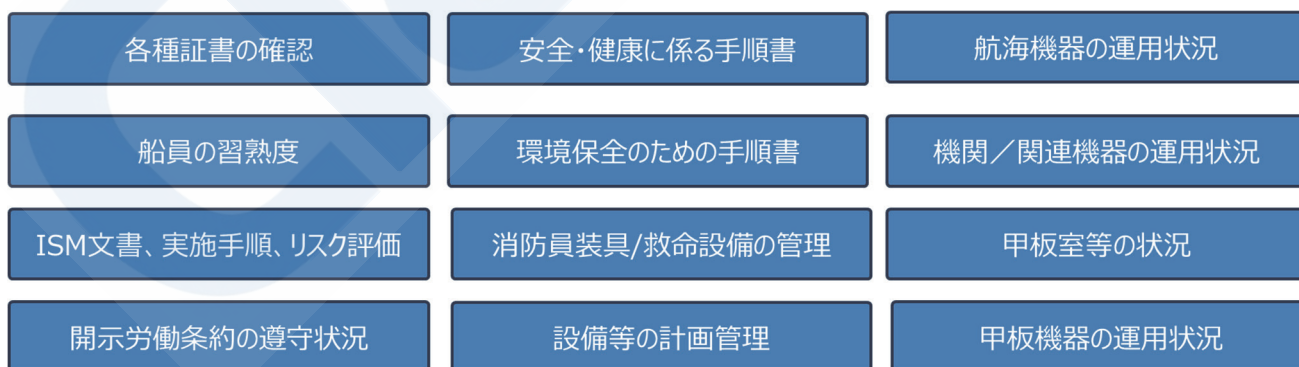 各種証書の確認
安全・健康に係る手順書
航海機器の運用状況
船員の習熟度
環境保全のための手順書
機関／関連機器の運用状況
ISM文書、実施手順、リスク評価
消防員装具/救命設備の管理
甲板室等の状況
開示労働条約の遵守状況
設備等の計画管理
甲板機器の運用状況